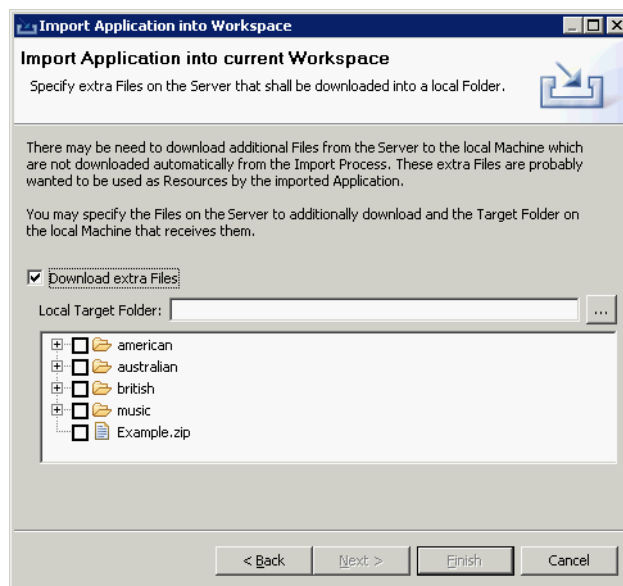 Import Application into Workspace
Import Application into current Workspace
Specify extra Files on the Server that shall be downloaded into a local Folder.
There may be need to download additional Files from the Server to the local Machine which
are not downloaded automatically from the Import Process. These extra Files are probably
wanted to be used as Resources by the imported Application.
You may specify the Files on the Server to additionally download and the Target Folder on
the local Machine that receives them.
Download extra Files
Local Target Folder:
...
american
australian
british
music
Example.zip
< Back Next > Finish Cancel